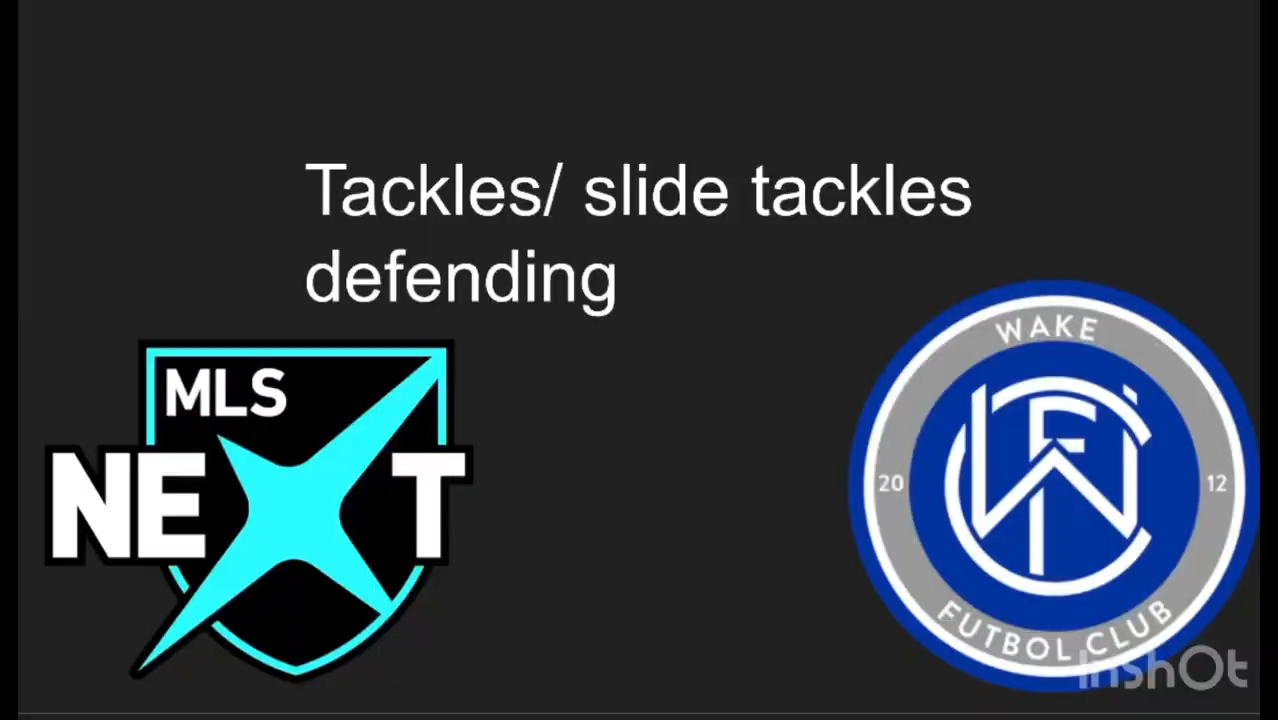 Tackles/ slide tackles
defending
MLS
NEXT
WAKE
20
12
FUTBOL CLUB
InShOt